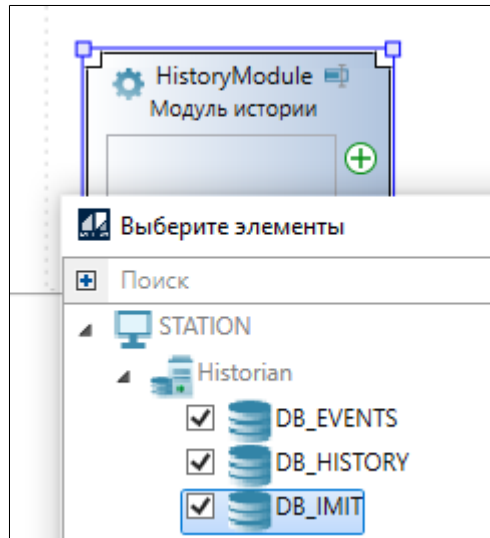 HistoryModule
Модуль истории
Выберите элементы
Поиск
STATION
Historian
DB_EVENTS
DB_HISTORY
DB_IMIT